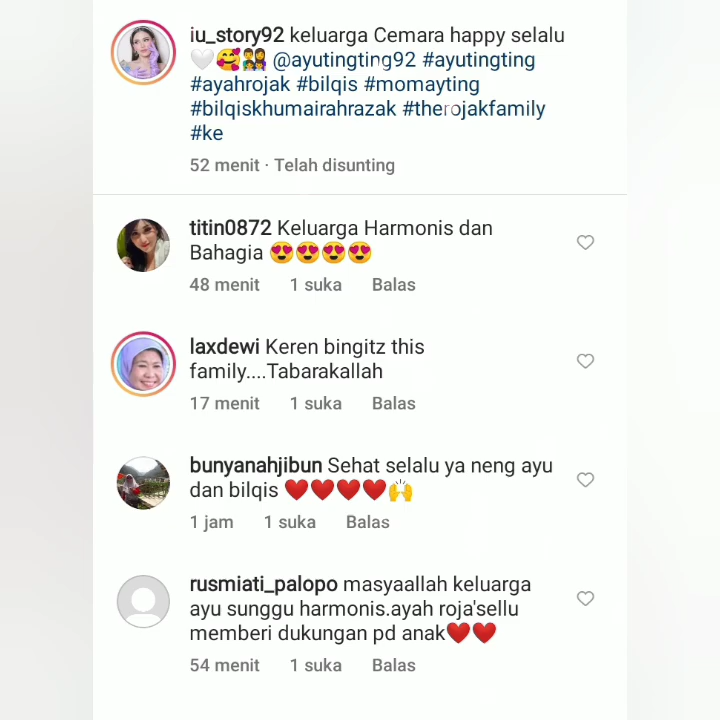 iu_story92 keluarga Cemara happy selalu
🤍🥰👨‍👩‍👧 @ayutingting92 #ayutingting
#ayahrojak #bilqis #momayting
#bilqiskhumairahrazak #therojakfamily
#ke
52 menit · Telah disunting
titin0872 Keluarga Harmonis dan
Bahagia 😍😍😍😍
48 menit 1 suka Balas
laxdewi Keren bingitz this
family....Tabarakallah
17 menit 1 suka Balas
bunyanahjibun Sehat selalu ya neng ayu
dan bilqis ❤️❤️❤️❤️🙌
1 jam 1 suka Balas
rusmiati_palopo masyaallah keluarga
ayu sunggu harmonis.ayah roja'sellu
memberi dukungan pd anak❤️❤️
54 menit 1 suka Balas